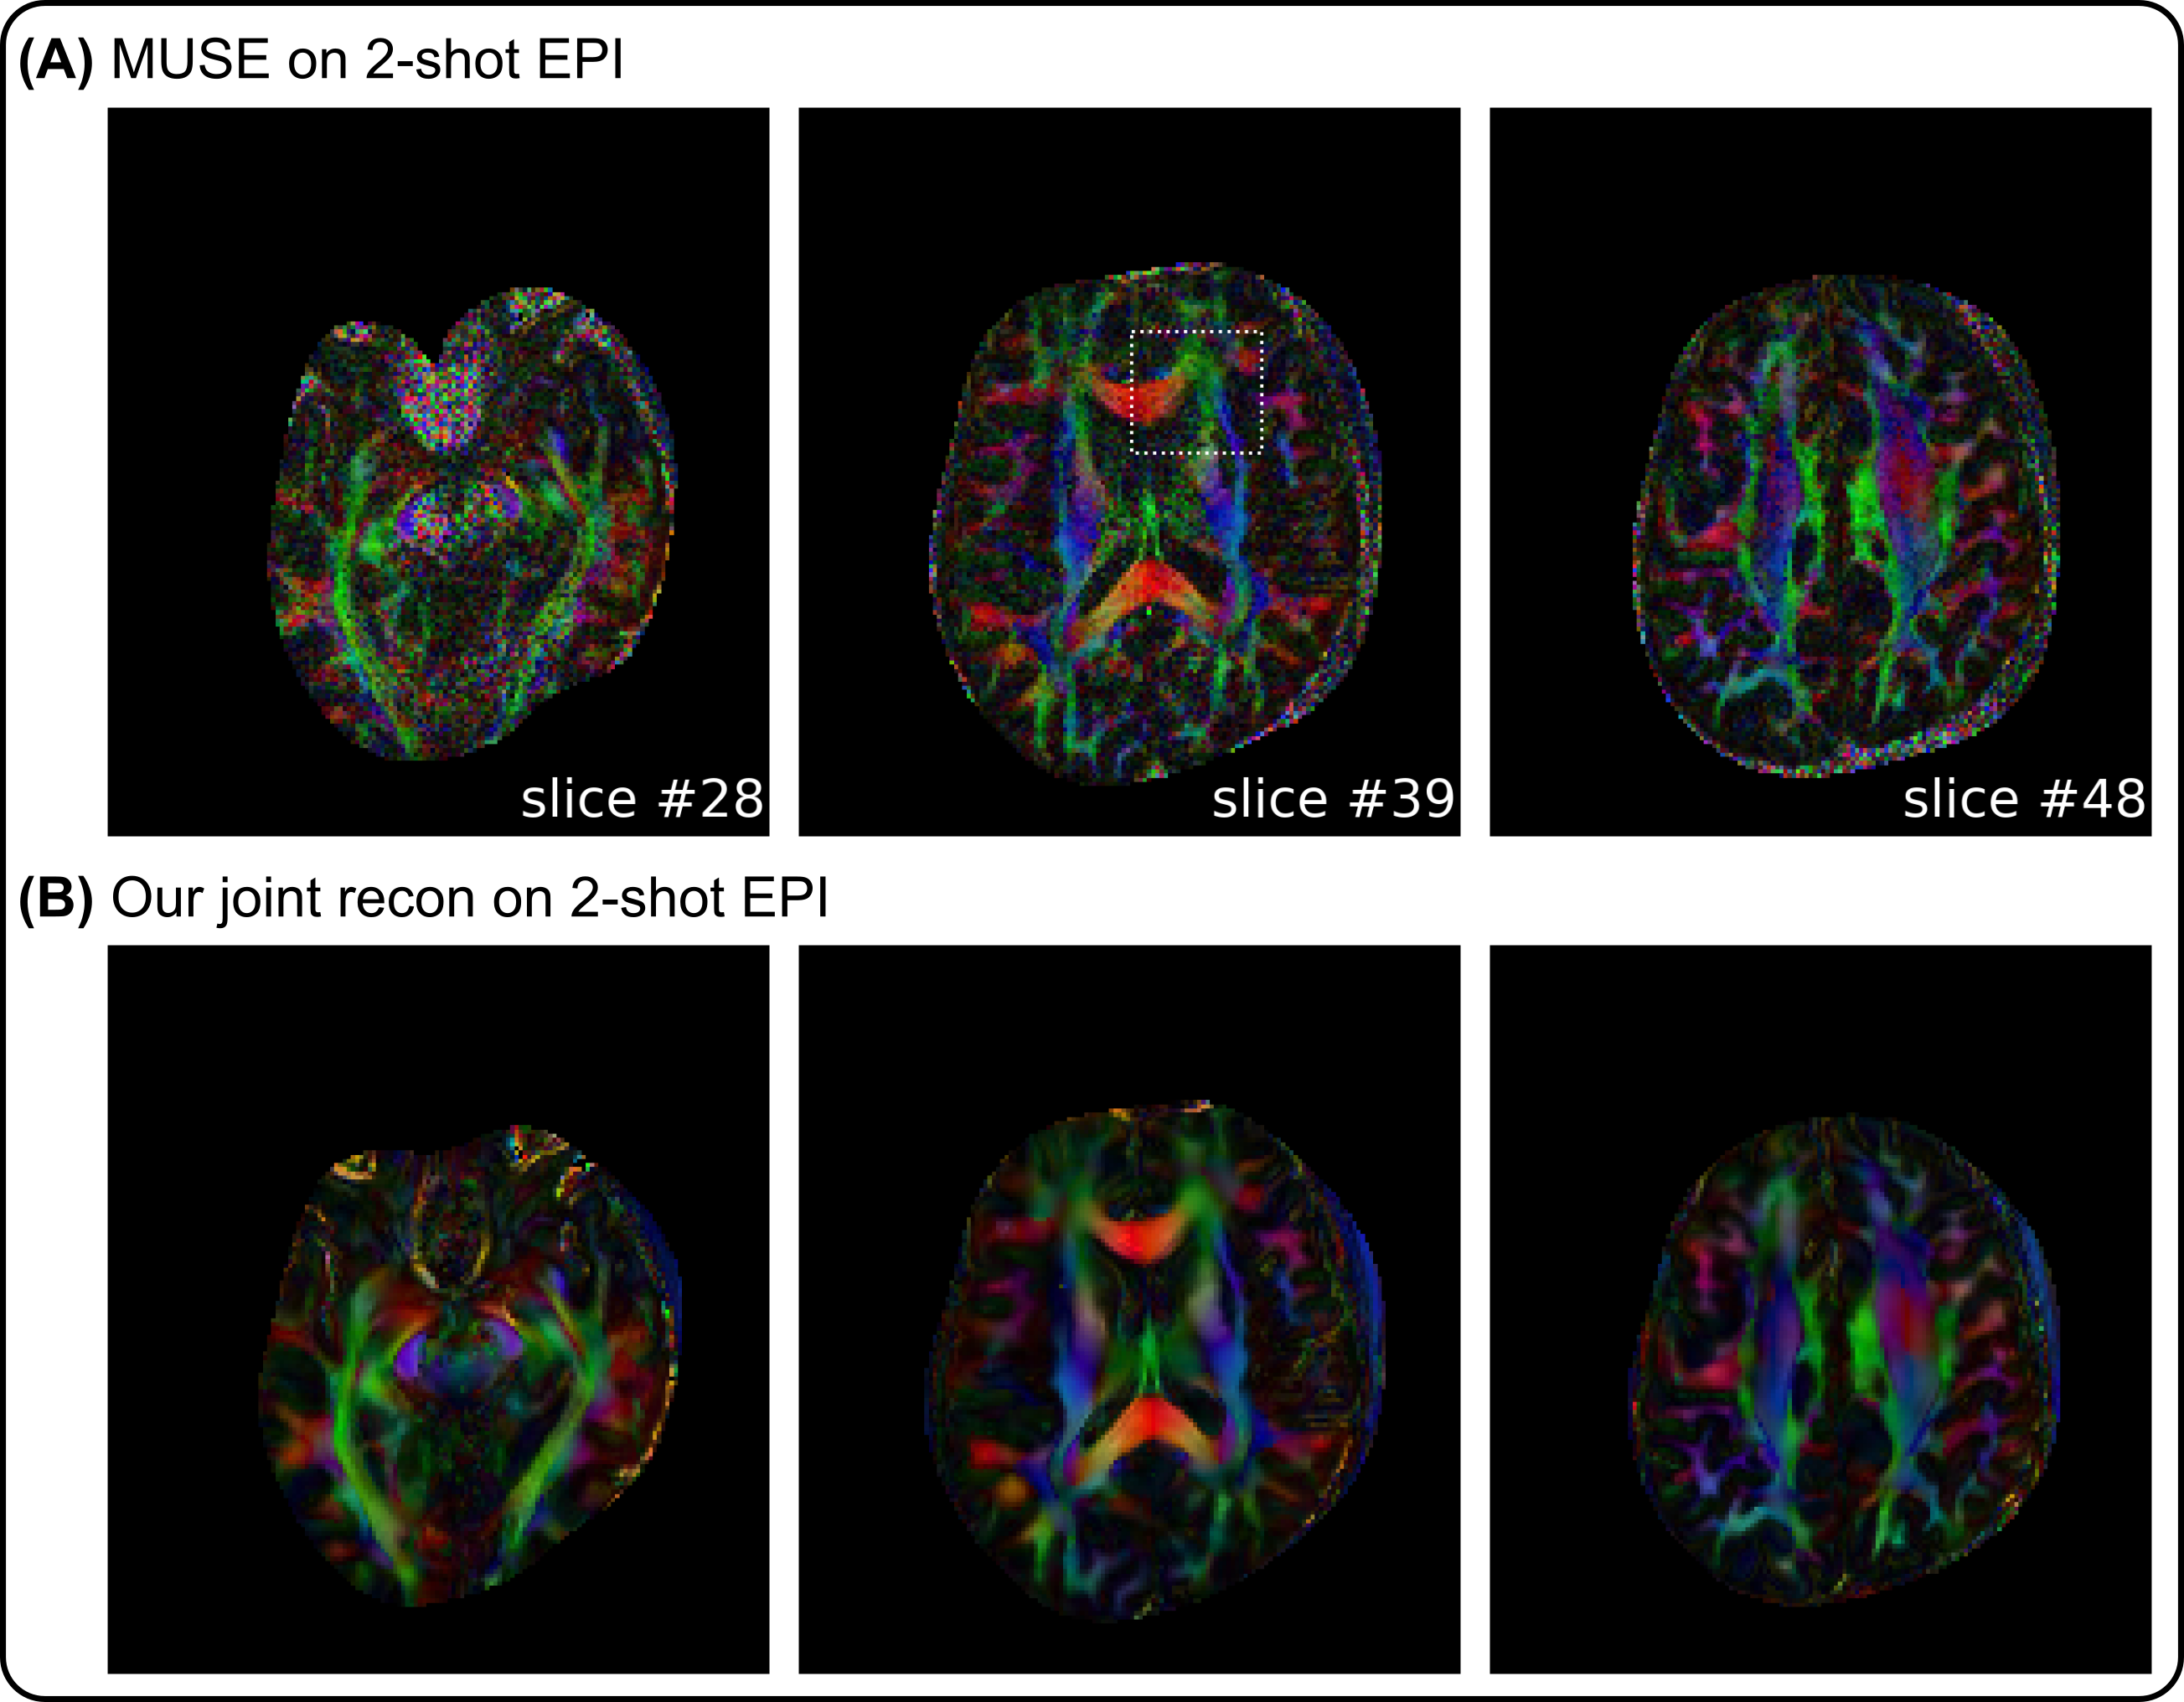 (A) MUSE on 2-shot EPI
slice #28
slice #39
slice #48
(B) Our joint recon on 2-shot EPI